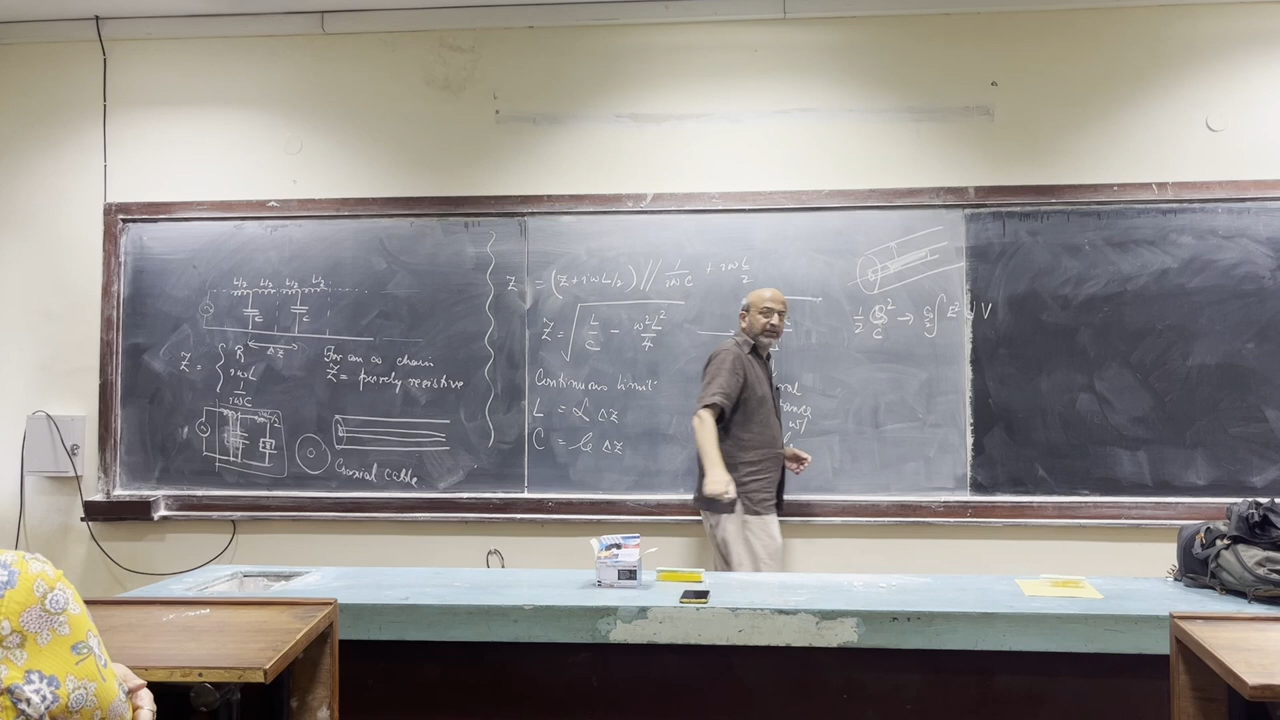 L/2 L/2 L/2 L/2
C C
Δz
Z = { R
iωL
1/iωC
For an ∞ chain
Z̃ = purely resistive
Coaxial cable
Z̃ = (Z + iωL/2) // 1/iωC + iωL/2
Z̃ = √(L/C − ω²L²/4) →
Continuous limit
L = ℒ Δz
C = 𝒞 Δz
w/
1/2 Q²/C → ε₀/2 ∫ E² dV